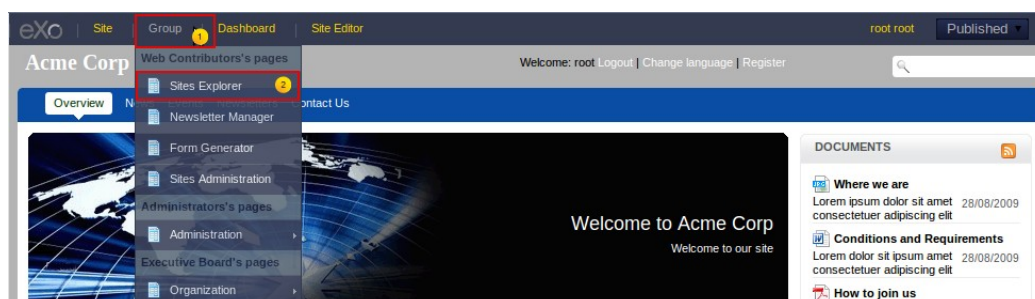 eXo Site Group 1 Dashboard Site Editor root root Published
Acme Corp Welcome: root Logout | Change language | Register
Web Contributors's pages
Sites Explorer 2
Overview Contact Us
Newsletter Manager
Form Generator
Sites Administration
Administrators's pages
Administration
Executive Board's pages
Organization
Welcome to Acme Corp
Welcome to our site
DOCUMENTS
Where we are
Lorem ipsum dolor sit amet 28/08/2009
consectetuer adipiscing elit
Conditions and Requirements
Lorem dolor sit ipsum amet 28/08/2009
consectetuer adipiscing elit
How to join us